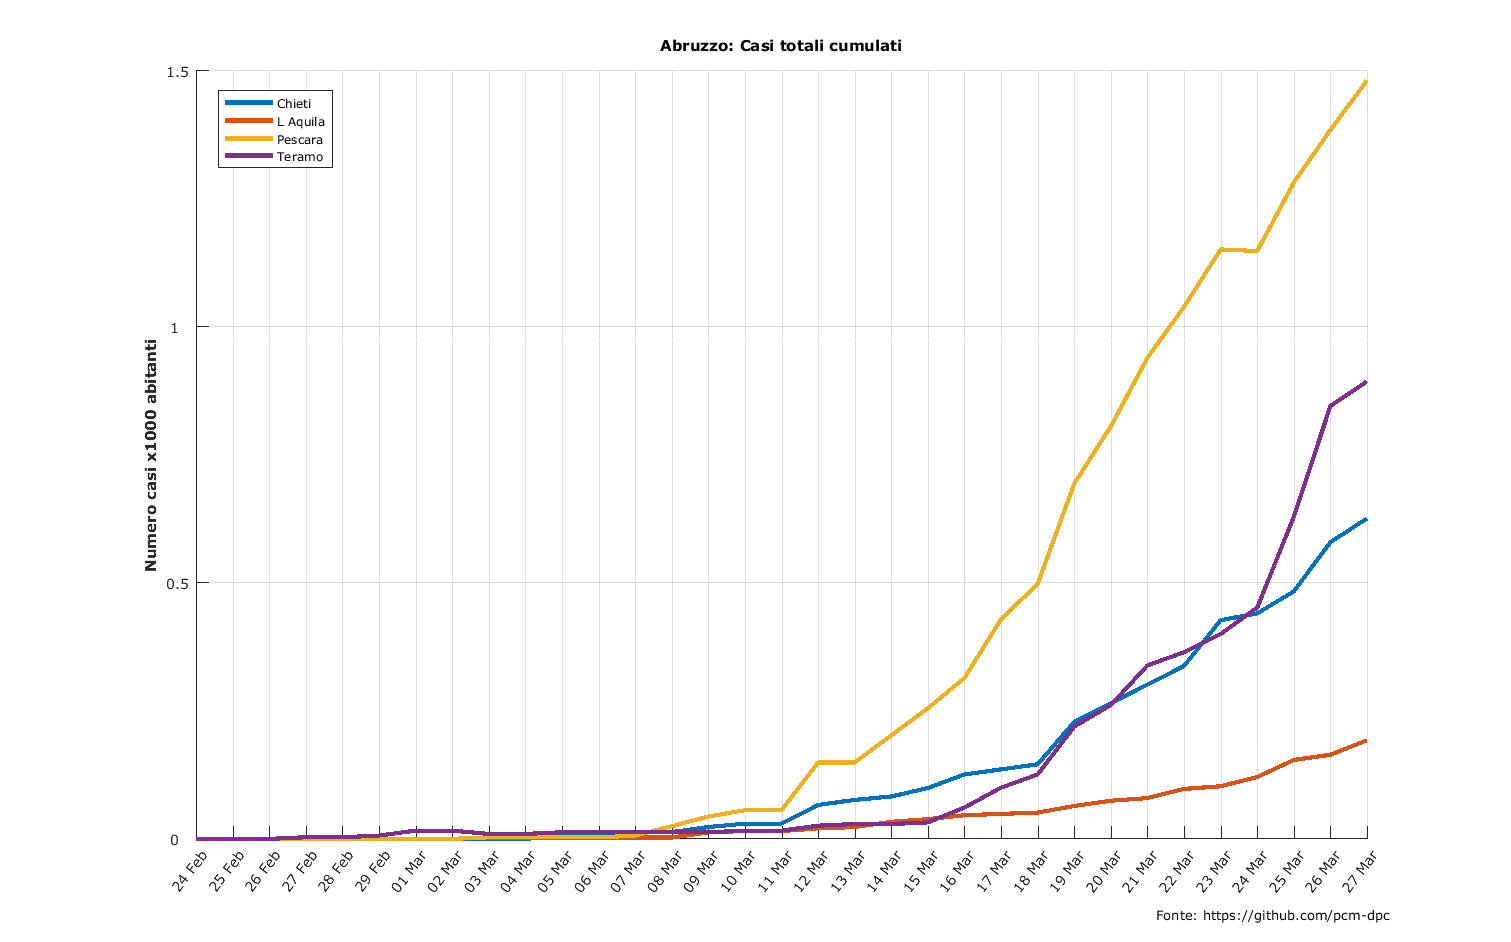 Abruzzo: Casi totali cumulati
1.5
1
0.5
0
Numero casi x1000 abitanti
Chieti
L Aquila
Pescara
Teramo
24 Feb
25 Feb
26 Feb
27 Feb
28 Feb
29 Feb
01 Mar
02 Mar
03 Mar
04 Mar
05 Mar
06 Mar
07 Mar
08 Mar
09 Mar
10 Mar
11 Mar
12 Mar
13 Mar
14 Mar
15 Mar
16 Mar
17 Mar
18 Mar
19 Mar
20 Mar
21 Mar
22 Mar
23 Mar
24 Mar
25 Mar
26 Mar
27 Mar
Fonte: https://github.com/pcm-dpc